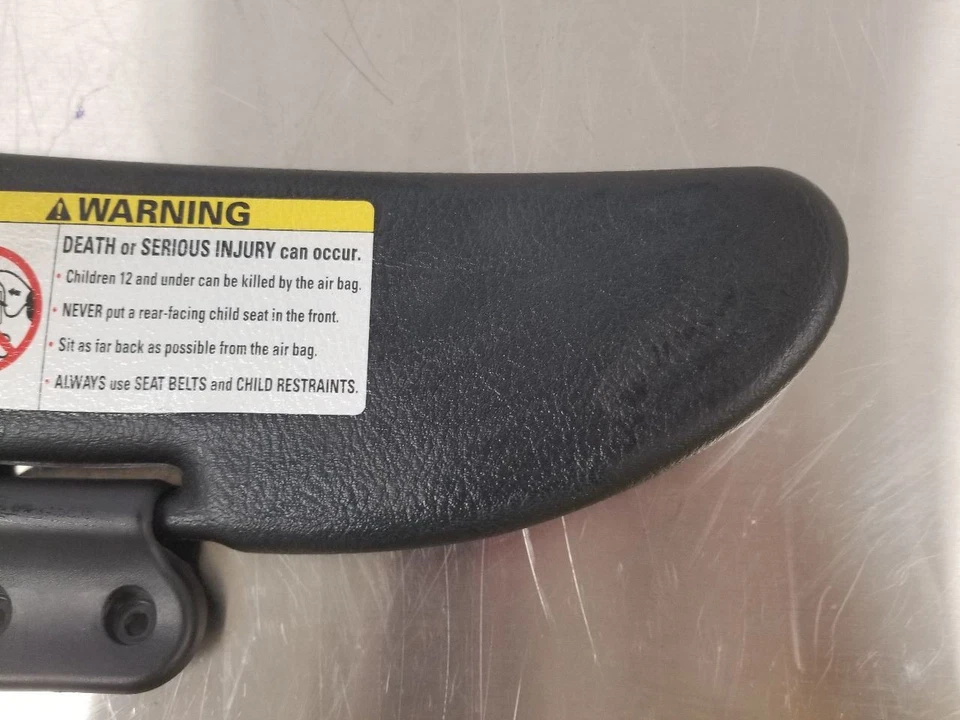 WARNING
DEATH or SERIOUS INJURY can occur.
• Children 12 and under can be killed by the air bag.
• NEVER put a rear-facing child seat in the front.
• Sit as far back as possible from the air bag.
• ALWAYS use SEAT BELTS and CHILD RESTRAINTS.